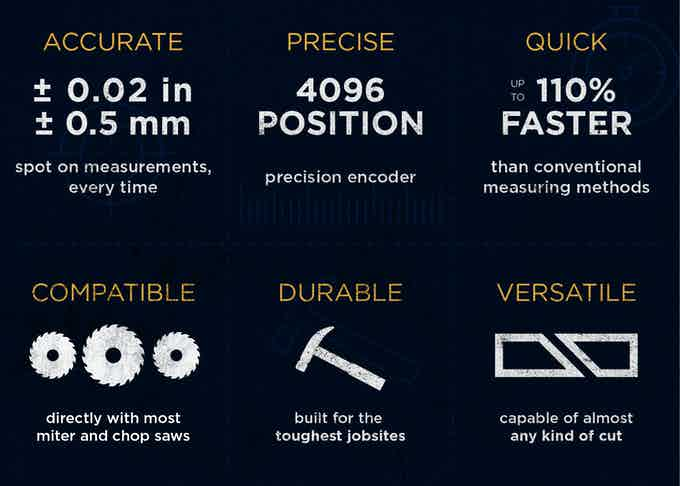 ACCURATE
± 0.02 in
± 0.5 mm
spot on measurements,
every time
PRECISE
4096
POSITION
precision encoder
QUICK
UP TO 110%
FASTER
than conventional
measuring methods
COMPATIBLE
directly with most
miter and chop saws
DURABLE
built for the
toughest jobsites
VERSATILE
capable of almost
any kind of cut